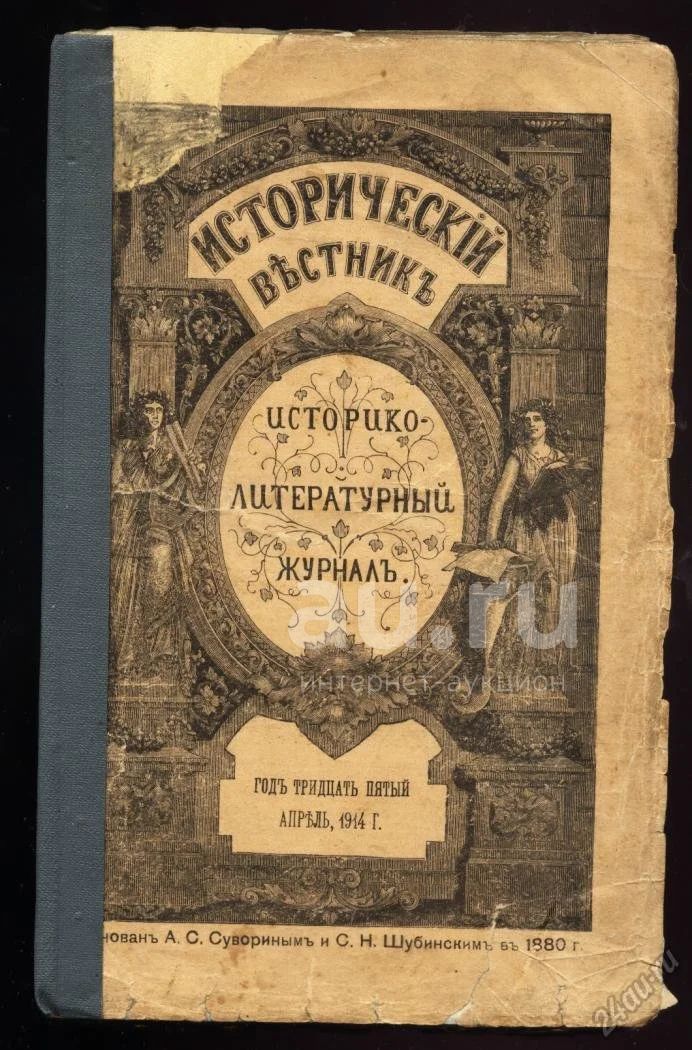 ИСТОРИЧЕСКІЙ
ВѢСТНИКЪ
ИСТОРИКО-
ЛИТЕРАТУРНЫЙ
ЖУРНАЛЪ.
au.ru
интернет-аукцион
ГОДЪ ТРИДЦАТЬ ПЯТЫЙ
АПРѢЛЬ, 1914 Г.
нованъ А. С. Суворинымъ и С. Н. Шубинскимъ въ 1880 г.
24au.ru